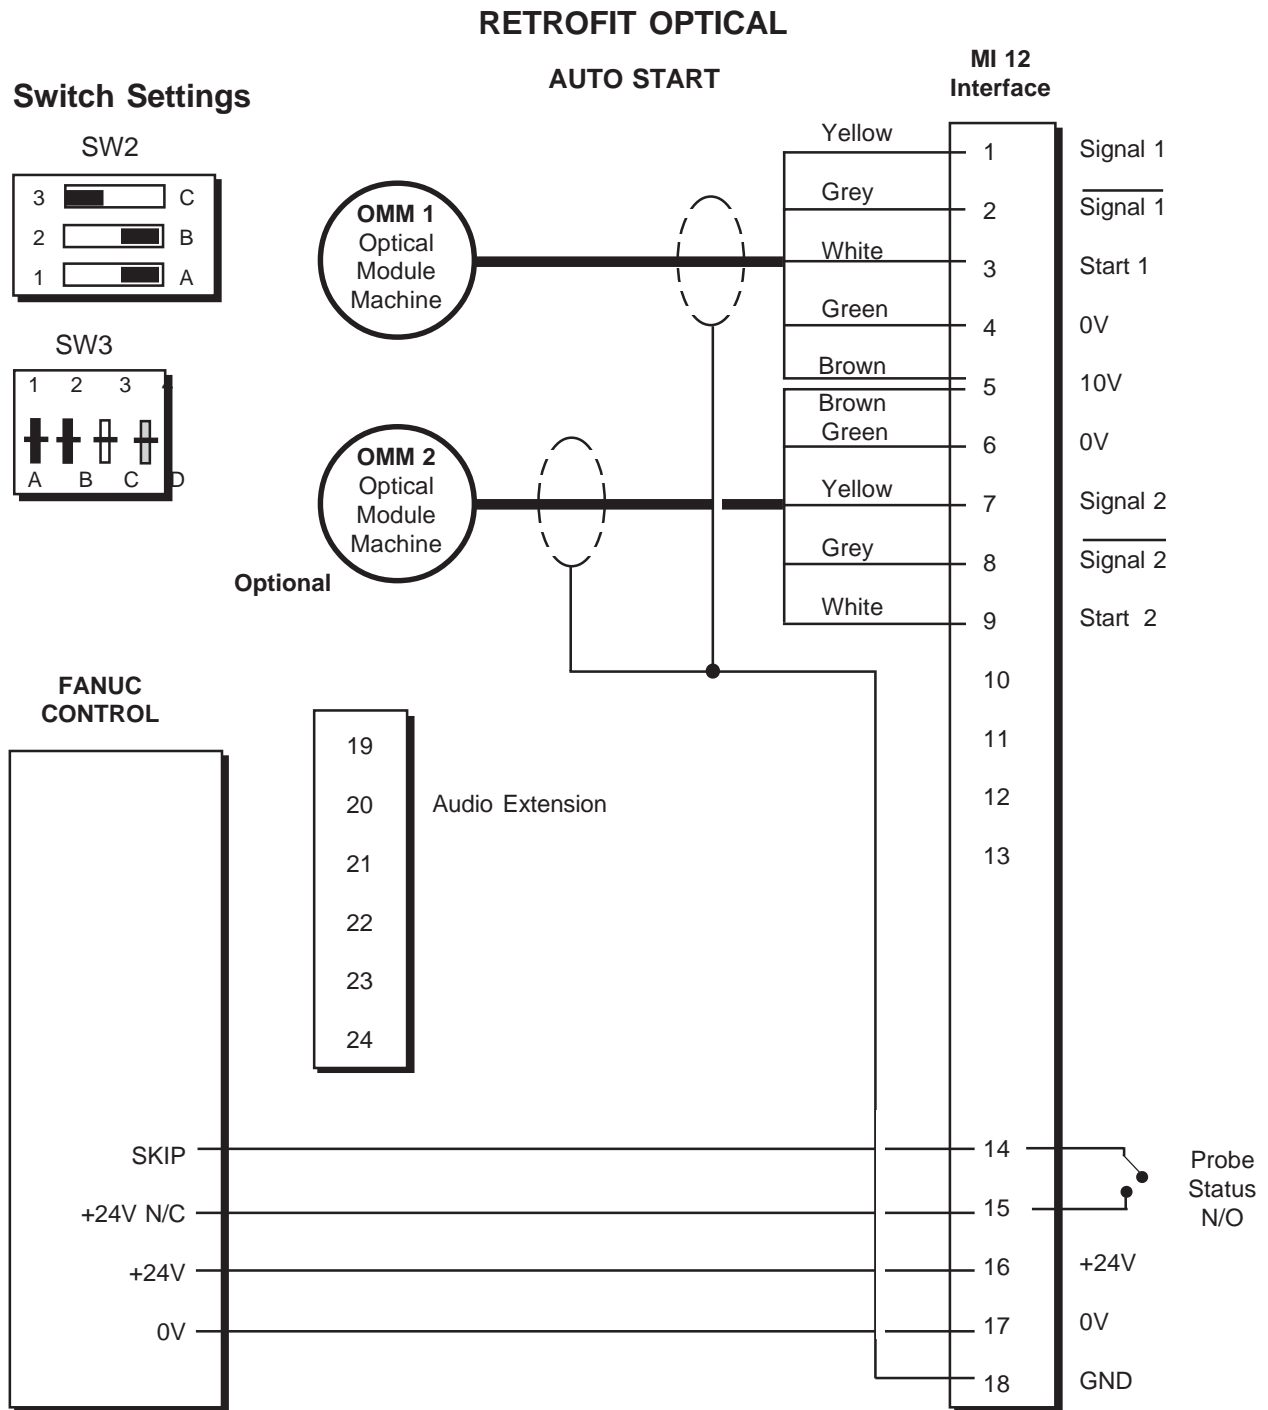 RETROFIT OPTICAL
AUTO START
MI 12
Interface
Switch Settings
SW2
3 C
2 B
1 A
SW3
1 2 3 4
A B C D
OMM 1
Optical
Module
Machine
OMM 2
Optical
Module
Machine
Optional
Yellow 1 Signal 1
Grey 2 Signal 1
White 3 Start 1
Green 4 0V
Brown 5 10V
Brown
Green 6 0V
Yellow 7 Signal 2
Grey 8 Signal 2
White 9 Start 2
10
11
12
13
FANUC
CONTROL
19
20 Audio Extension
21
22
23
24
SKIP 14
+24V N/C 15
Probe
Status
N/O
+24V 16 +24V
0V 17 0V
18 GND